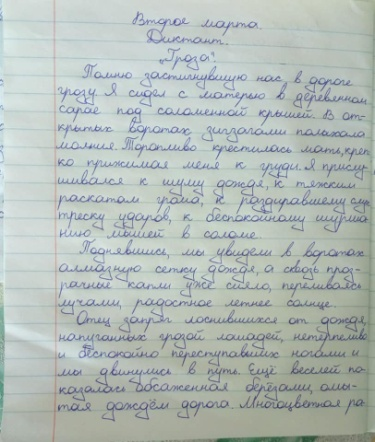 Второе марта.
Диктант.
"Гроза".
Помню застигнувшую нас, в дороге
грозу. Я сидел с матерью в деревянном
сарае под соломенной крышей. В от-
крытых воротах зигзагами полыхала
молния. Торопливо крестилась мать, креп-
ко прижимая меня к груди. Я прислу-
шивался к шуму дождя, к тяжким
раскатам грома, к раздиравшему слух
треску ударов, к беспокойному шурша-
нию мышей в соломе.
Поднявшись, мы увидели в воротах
алмазную сетку дождя, а сквозь проз-
рачные капли уже сияло, переливаясь
лучами, радостное летнее солнце.
Отец запряг лоснившихся от дождя,
напуганных грозой лошадей, нетерпеливо
и беспокойно переступавших ногами и
мы двинулись в путь. Ещё веселей по-
казалась обсаженная берёзами, омы-
тая дождём дорога. Многоцветная ра-